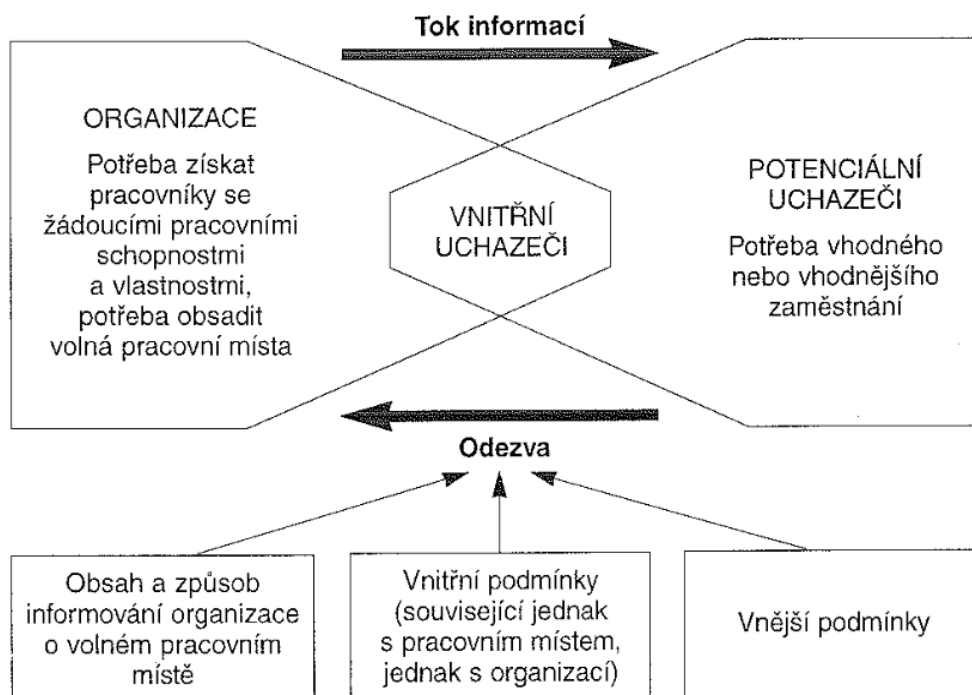 Tok informací
ORGANIZACE
Potřeba získat
pracovníky se
žádoucími pracovními
schopnostmi
a vlastnostmi,
potřeba obsadit
volná pracovní místa
VNITŘNÍ
UCHAZEČI
POTENCIÁLNÍ
UCHAZEČI
Potřeba vhodného
nebo vhodnějšího
zaměstnání
Odezva
Obsah a způsob
informování organizace
o volném pracovním
místě
Vnitřní podmínky
(související jednak
s pracovním místem,
jednak s organizací)
Vnější podmínky